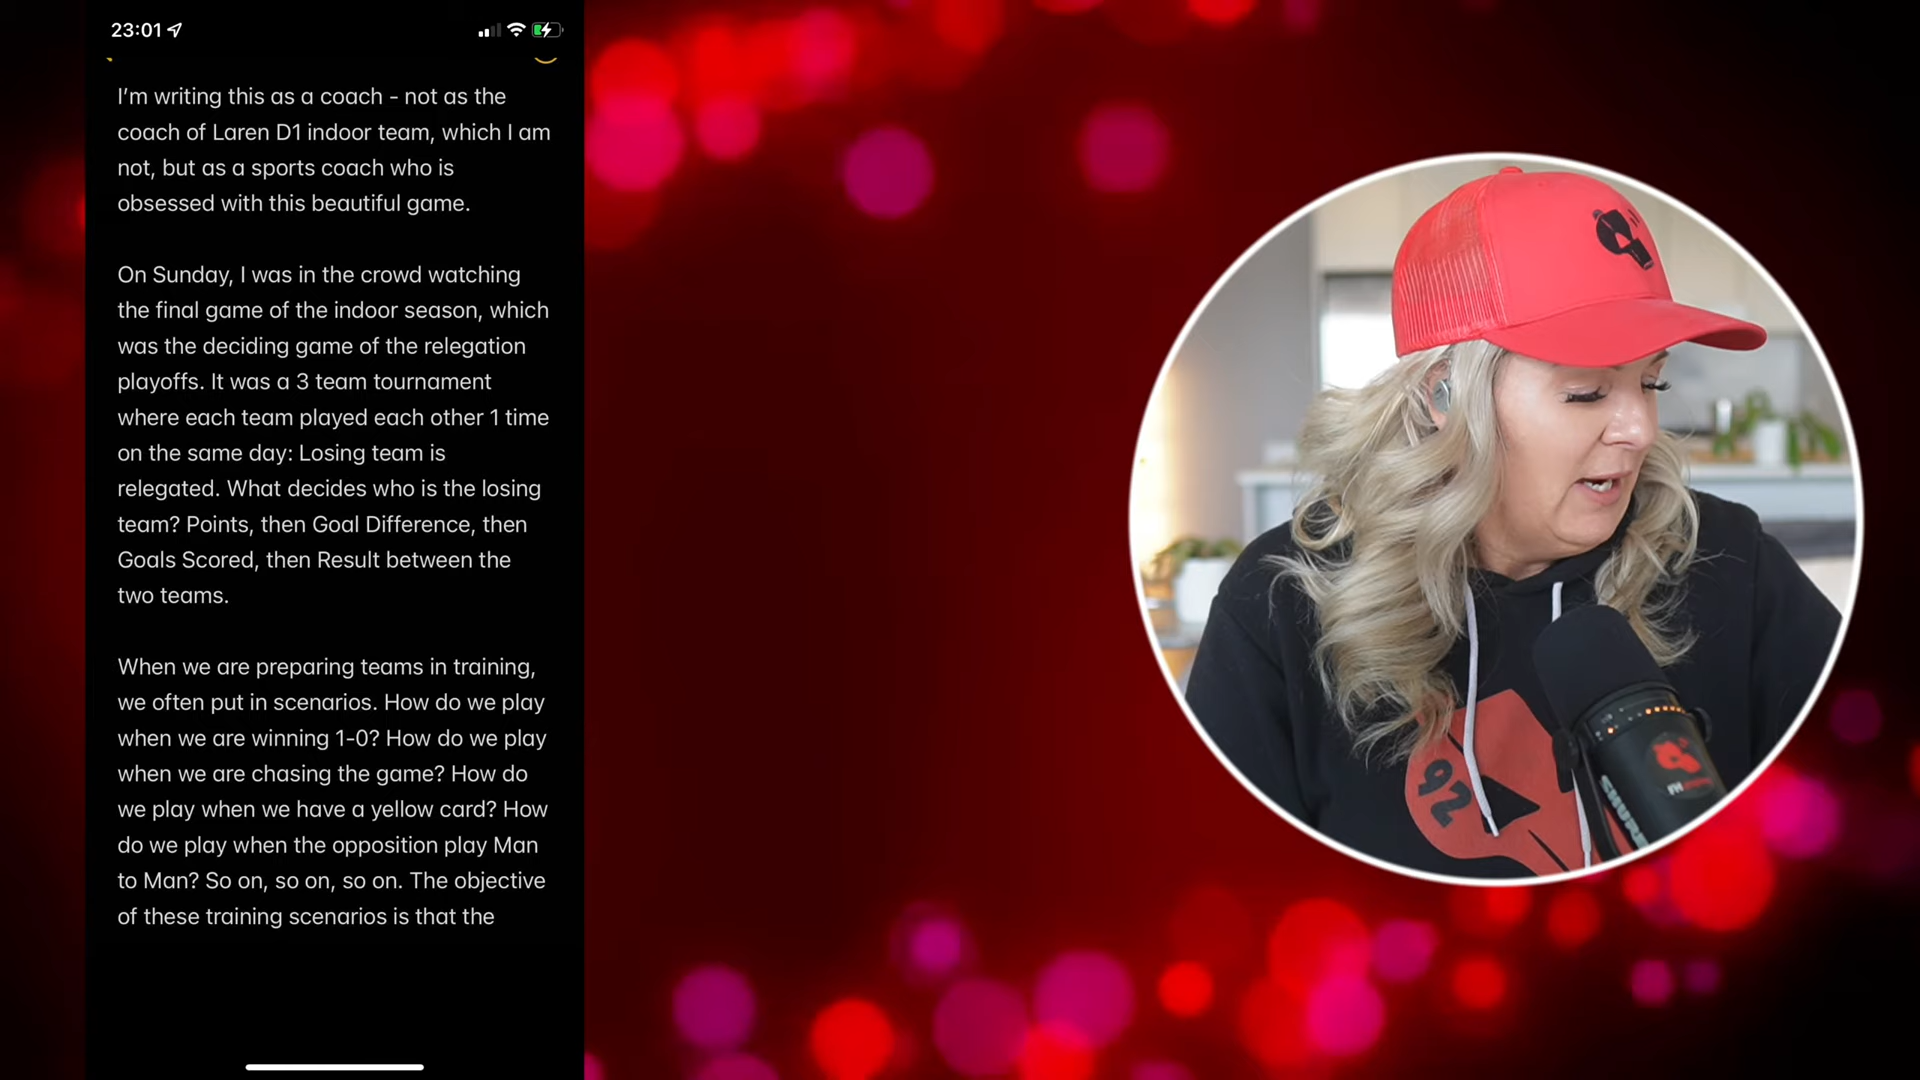 23:01
I’m writing this as a coach - not as the
coach of Laren D1 indoor team, which I am
not, but as a sports coach who is
obsessed with this beautiful game.
On Sunday, I was in the crowd watching
the final game of the indoor season, which
was the deciding game of the relegation
playoffs. It was a 3 team tournament
where each team played each other 1 time
on the same day: Losing team is
relegated. What decides who is the losing
team? Points, then Goal Difference, then
Goals Scored, then Result between the
two teams.
When we are preparing teams in training,
we often put in scenarios. How do we play
when we are winning 1-0? How do we play
when we are chasing the game? How do
we play when we have a yellow card? How
do we play when the opposition play Man
to Man? So on, so on, so on. The objective
of these training scenarios is that the
92